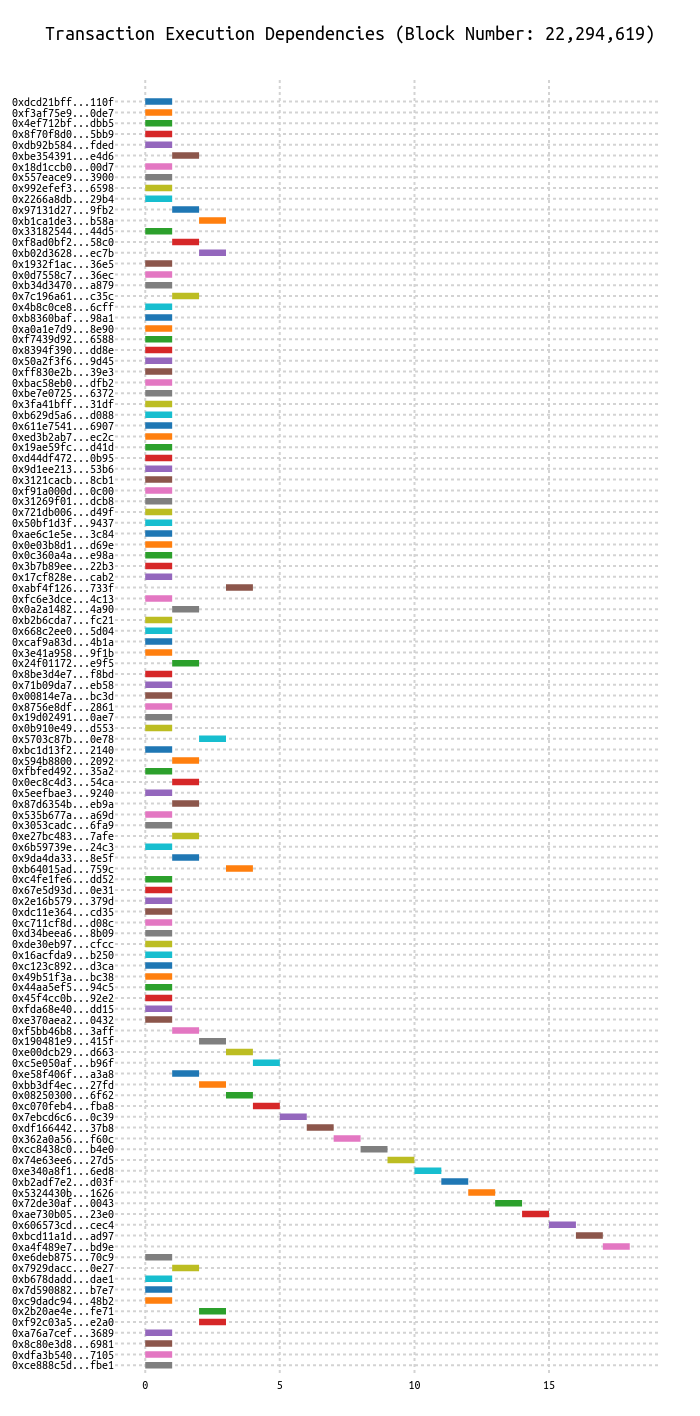 Transaction Execution Dependencies (Block Number: 22,294,619)
0xdcd21bff...110f
0xf3af75e9...0de7
0x4ef712bf...dbb5
0x8f70f8d0...5bb9
0xdb92b584...fded
0xbe354391...e4d6
0x18d1ccb0...00d7
0x557eace9...3900
0x992efef3...6598
0x2266a8db...29b4
0x97131d27...9fb2
0xb1ca1de3...b58a
0x33182544...44d5
0xf8ad0bf2...58c0
0xb02d3628...ec7b
0x1932f1ac...36e5
0x0d7558c7...36ec
0xb34d3470...a879
0x7c196a61...c35c
0x4b8c0ce8...6cff
0xb8360baf...98a1
0xa0a1e7d9...8e90
0xf7439d92...6588
0x8394f390...dd8e
0x50a2f3f6...9d45
0xff830e2b...39e3
0xbac58eb0...dfb2
0xbe7e0725...6372
0x3fa41bff...31df
0xb629d5a6...d088
0x611e7541...6907
0xed3b2ab7...ec2c
0x19ae59fc...d41d
0xd44df472...0b95
0x9d1ee213...53b6
0x3121cacb...8cb1
0xf91a000d...0c00
0x31269f01...dcb8
0x721db006...d49f
0x50bf1d3f...9437
0xae6c1e5e...3c84
0x0e03b8d1...d69e
0x0c360a4a...e98a
0x3b7b89ee...22b3
0x17cf828e...cab2
0xabf4f126...733f
0xfc6e3dce...4c13
0x0a2a1482...4a90
0xb2b6cda7...fc21
0x668c2ee0...5d04
0xcaf9a83d...4b1a
0x3e41a958...9f1b
0x24f01172...e9f5
0x8be3d4e7...f8bd
0x71b09da7...eb58
0x00814e7a...bc3d
0x8756e8df...2861
0x19d02491...0ae7
0x0b910e49...d553
0x5703c87b...0e78
0xbc1d13f2...2140
0x594b8800...2092
0xfbfed492...35a2
0x0ec8c4d3...54ca
0x5eefbae3...9240
0x87d6354b...eb9a
0x535b677a...a69d
0x3053cadc...6fa9
0xe27bc483...7afe
0x6b59739e...24c3
0x9da4da33...8e5f
0xb64015ad...759c
0xc4fe1fe6...dd52
0x67e5d93d...0e31
0x2e16b579...379d
0xdc11e364...cd35
0xc711cf8d...d08c
0xd34beea6...8b09
0xde30eb97...cfcc
0x16acfda9...b250
0xc123c892...d3ca
0x49b51f3a...bc38
0x44aa5ef5...94c5
0x45f4cc0b...92e2
0xfda68e40...dd15
0xe370aea2...0432
0xf5bb46b8...3aff
0x190481e9...415f
0xe00dcb29...d663
0xc5e050af...b96f
0xe58f406f...a3a8
0xbb3df4ec...27fd
0x08250300...6f62
0xc070feb4...fba8
0x7ebcd6c6...0c39
0xdf166442...37b8
0x362a0a56...f60c
0xcc8438c0...b4e0
0x74e63ee6...27d5
0xe340a8f1...6ed8
0xb2adf7e2...d03f
0x5324430b...1626
0x72de30af...0043
0xae730b05...23e0
0x606573cd...cec4
0xbcd11a1d...ad97
0xa4f489e7...bd9e
0xe6deb875...70c9
0x7929dacc...0e27
0xb678dadd...dae1
0x7d590882...b7e7
0xc9dadc94...48b2
0x2b20ae4e...fe71
0xf92c03a5...e2a0
0xa76a7cef...3689
0x8c80e3d8...6981
0xdfa3b540...7105
0xce888c5d...fbe1
0 5 10 15